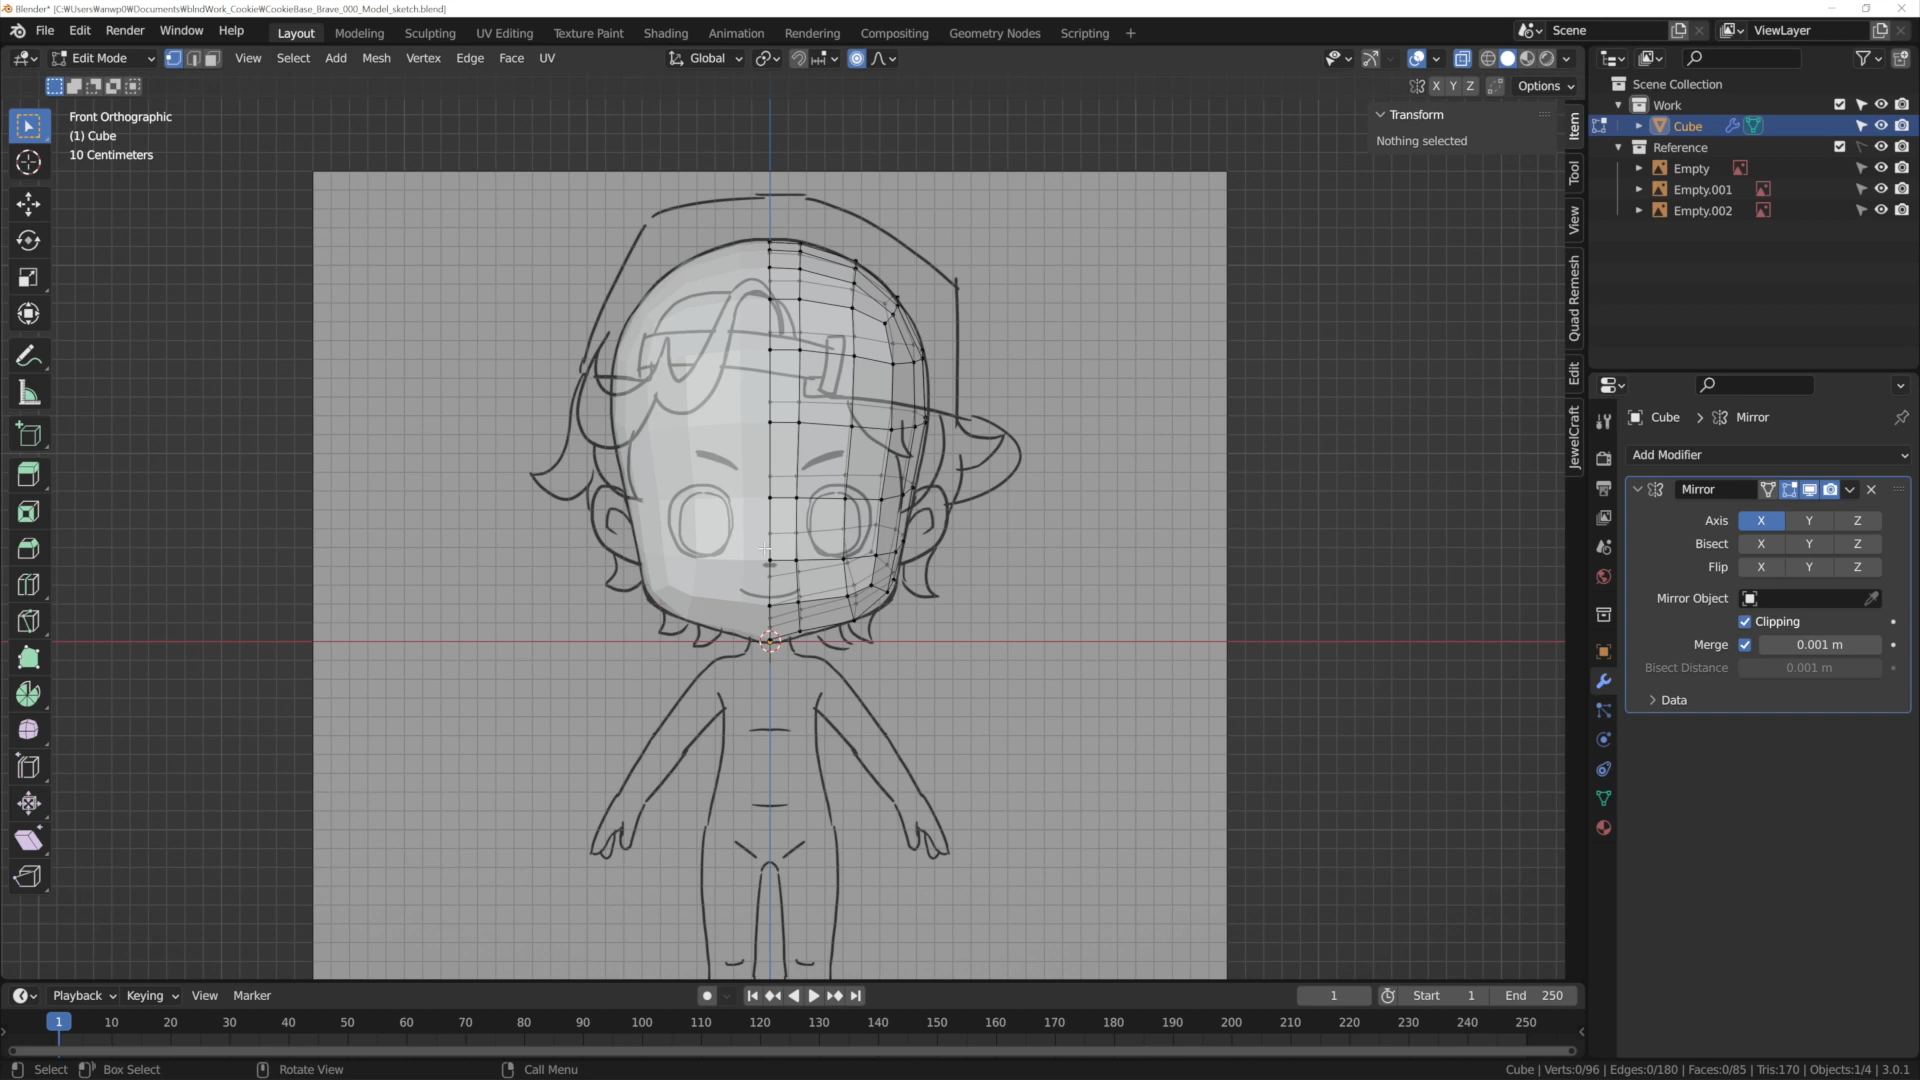 Blender* [C:₩Users₩anwp0₩Documents₩blndWork_Cookie₩CookieBase_Brave_000_Model_sketch.blend]
File Edit Render Window Help
Layout Modeling Sculpting UV Editing Texture Paint Shading Animation Rendering Compositing Geometry Nodes Scripting +
Scene
ViewLayer
Edit Mode
View Select Add Mesh Vertex Edge Face UV
Global
X Y Z
Options
Front Orthographic
(1) Cube
10 Centimeters
Transform
Nothing selected
Item
Tool
View
Quad Remesh
Edit
JewelCraft
Scene Collection
Work
Cube
Reference
Empty
Empty.001
Empty.002
Cube > Mirror
Add Modifier
Mirror
Axis X Y Z
Bisect X Y Z
Flip X Y Z
Mirror Object
Clipping
Merge 0.001 m
Bisect Distance 0.001 m
Data
Playback Keying View Marker
1 Start 1 End 250
1 10 20 30 40 50 60 70 80 90 100 110 120 130 140 150 160 170 180 190 200 210 220 230 240 250
Select Box Select Rotate View Call Menu
Cube | Verts:0/96 | Edges:0/180 | Faces:0/85 | Tris:170 | Objects:1/4 | 3.0.1